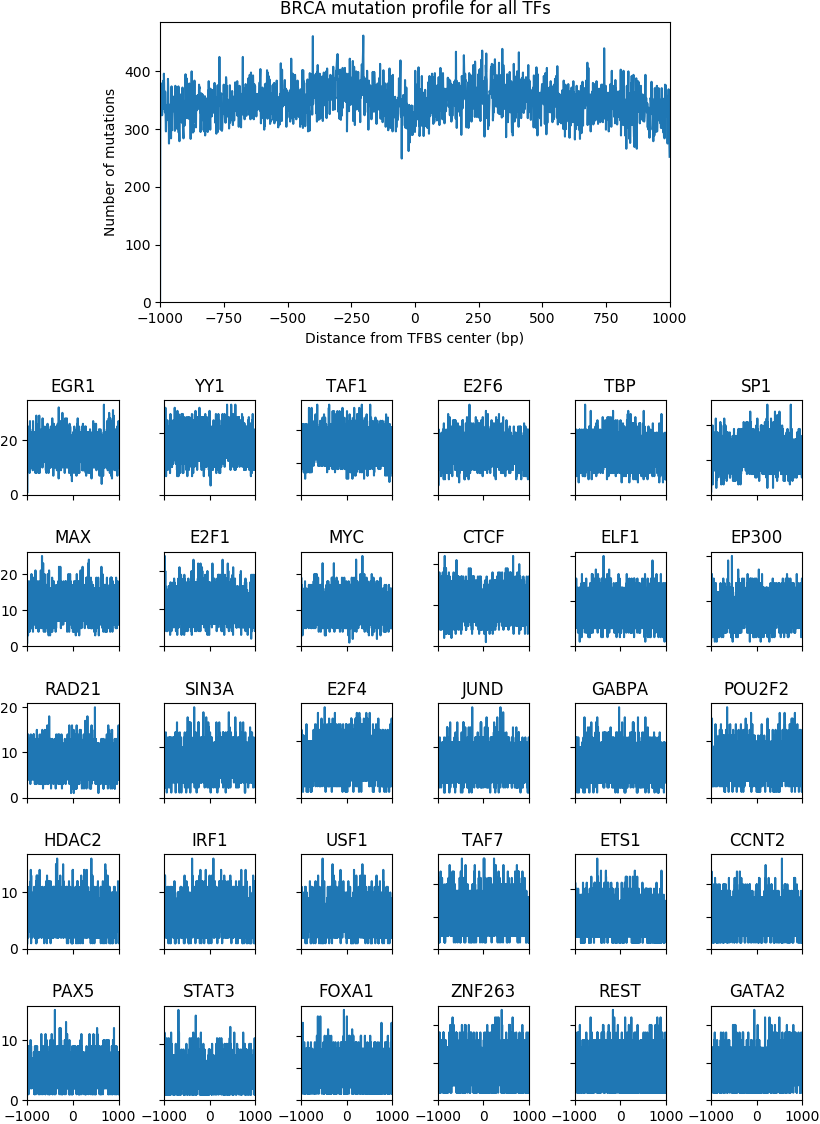 BRCA mutation profile for all TFs
Number of mutations
400
300
200
100
0
−1000 −750 −500 −250 0 250 500 750 1000
Distance from TFBS center (bp)
EGR1 YY1 TAF1 E2F6 TBP SP1
20
0
MAX E2F1 MYC CTCF ELF1 EP300
20
10
0
RAD21 SIN3A E2F4 JUND GABPA POU2F2
20
10
0
HDAC2 IRF1 USF1 TAF7 ETS1 CCNT2
10
0
PAX5 STAT3 FOXA1 ZNF263 REST GATA2
10
0
−1000 0 1000 −1000 0 1000 −1000 0 1000 −1000 0 1000 −1000 0 1000 −1000 0 1000